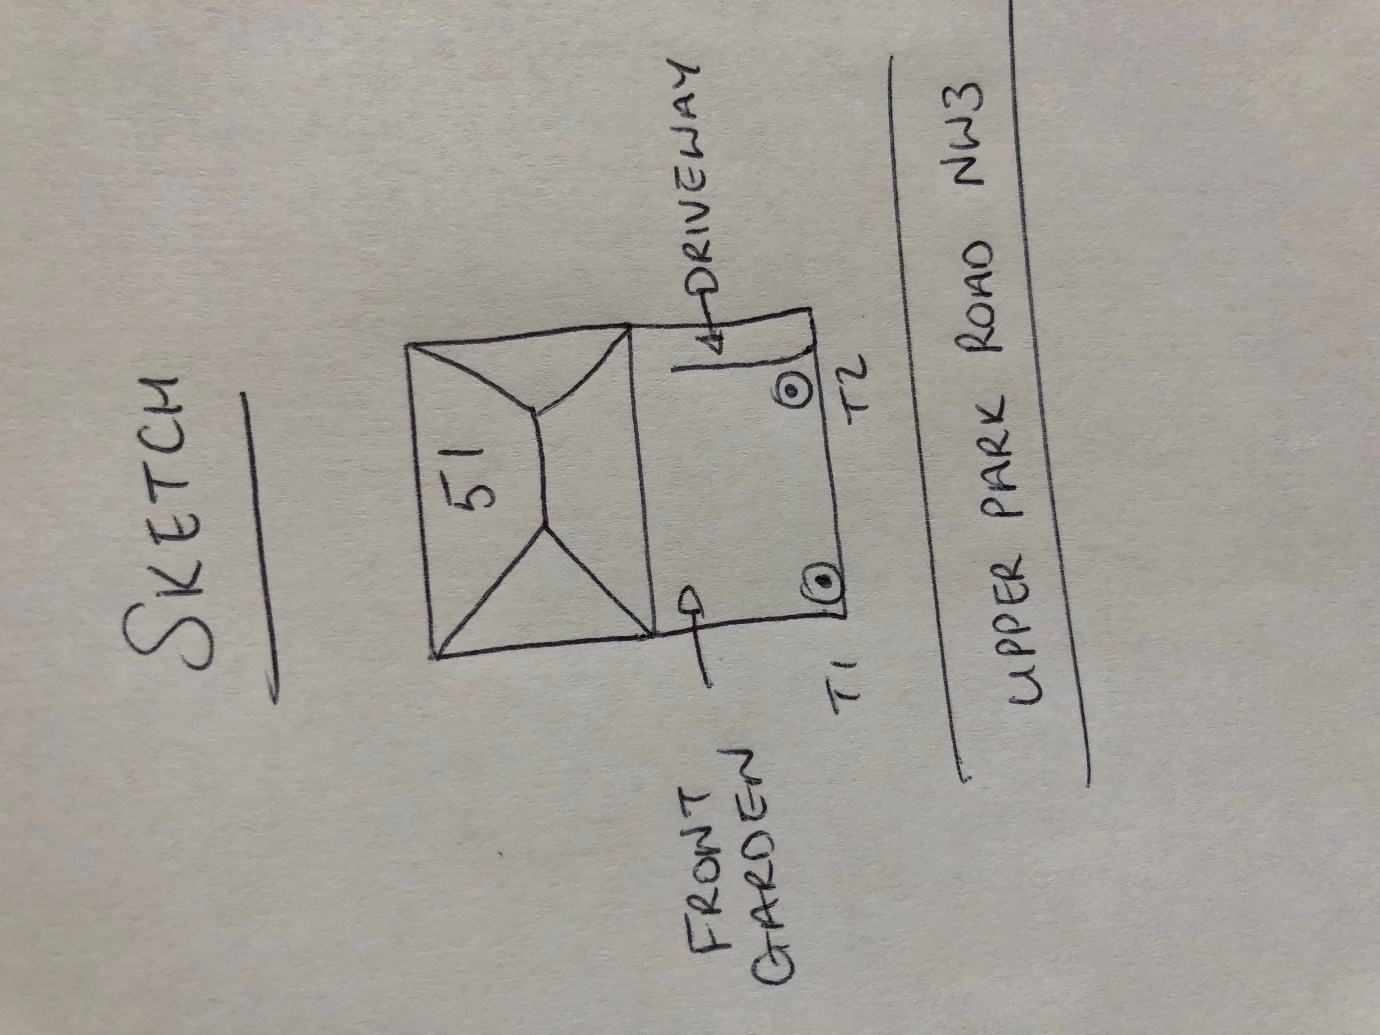 SKETCH
51
DRIVEWAY
FRONT
GARDEN
T1
T2
UPPER PARK ROAD NW3